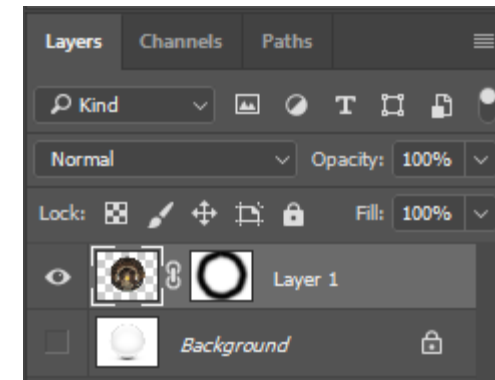 Layers Channels Paths
Kind T
Normal Opacity: 100%
Lock: Fill: 100%
Layer 1
Background